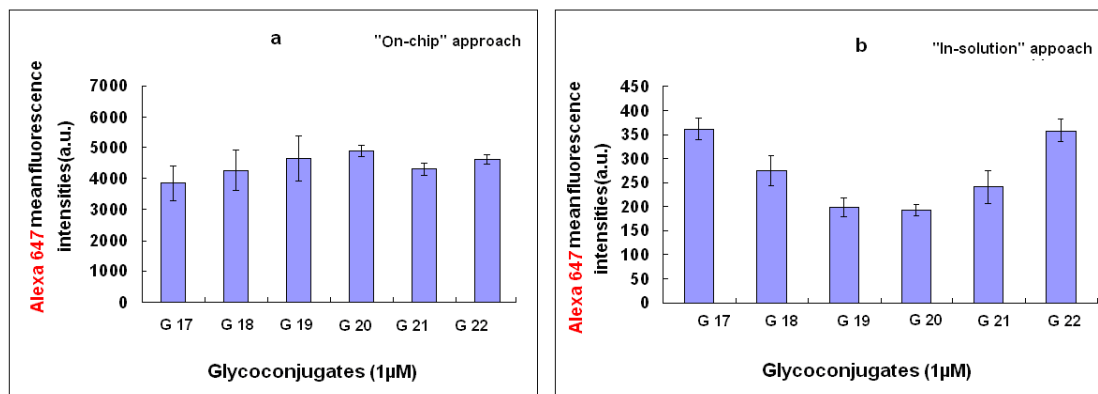 a
"On-chip" approach
7000
6000
5000
4000
3000
2000
1000
0
Alexa 647 meanfluorescence
intensities(a.u.)
G 17 G 18 G 19 G 20 G 21 G 22
Glycoconjugates (1µM)
b
"In-solution" appoach
450
400
350
300
250
200
150
100
50
0
Alexa 647 meanfluorescence
intensities(a.u.)
G 17 G 18 G 19 G 20 G 21 G 22
Glycoconjugates (1µM)